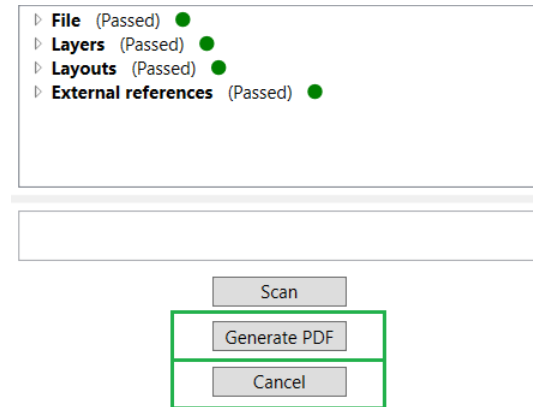 File (Passed)
Layers (Passed)
Layouts (Passed)
External references (Passed)
Scan
Generate PDF
Cancel